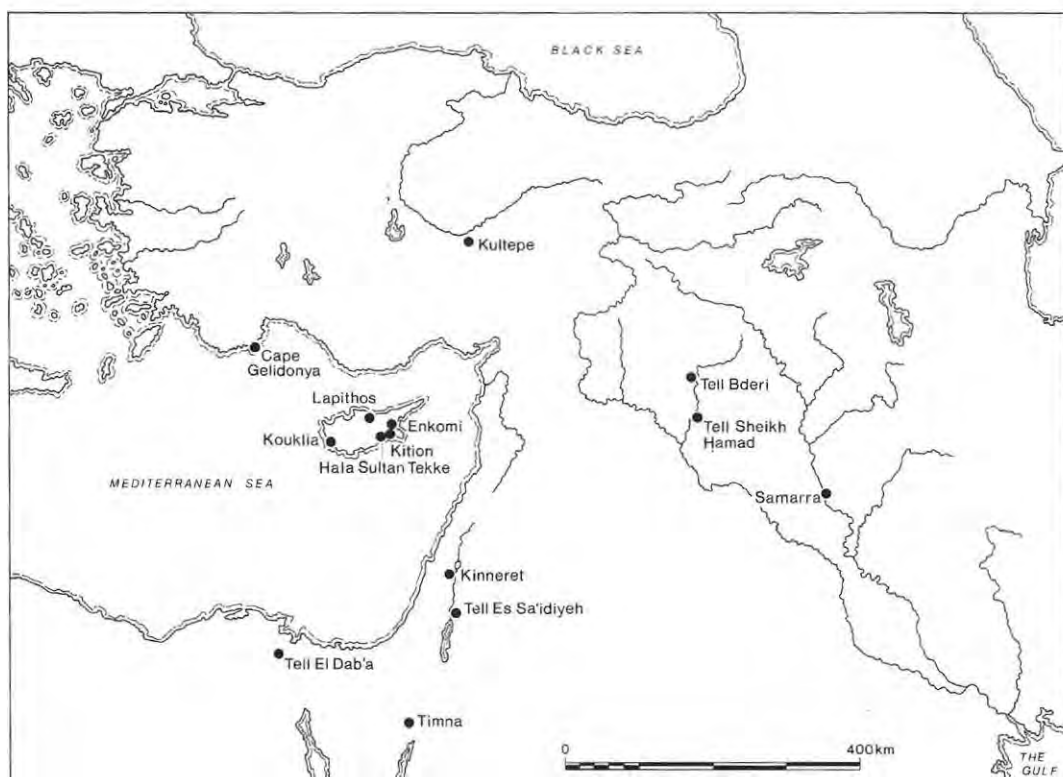 BLACK SEA
Kultepe
Cape
Gelidonya
Tell Bderi
Lapithos
Enkomi
Tell Sheikh
Hamad
Kouklia
Kition
Hala Sultan Tekke
MEDITERRANEAN SEA
Samarra
Kinneret
Tell Es Sa'idiyeh
Tell El Dab'a
Timna
0
400km
THE
GULF